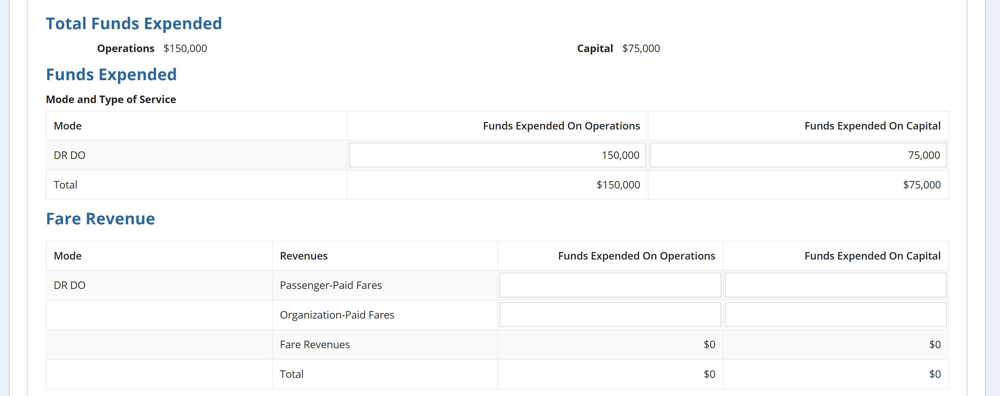 Total Funds Expended
Operations $150,000 Capital $75,000
Funds Expended
Mode and Type of Service
Mode Funds Expended On Operations Funds Expended On Capital
DR DO 150,000 75,000
Total $150,000 $75,000
Fare Revenue
Mode Revenues Funds Expended On Operations Funds Expended On Capital
DR DO Passenger-Paid Fares
Organization-Paid Fares
Fare Revenues $0 $0
Total $0 $0